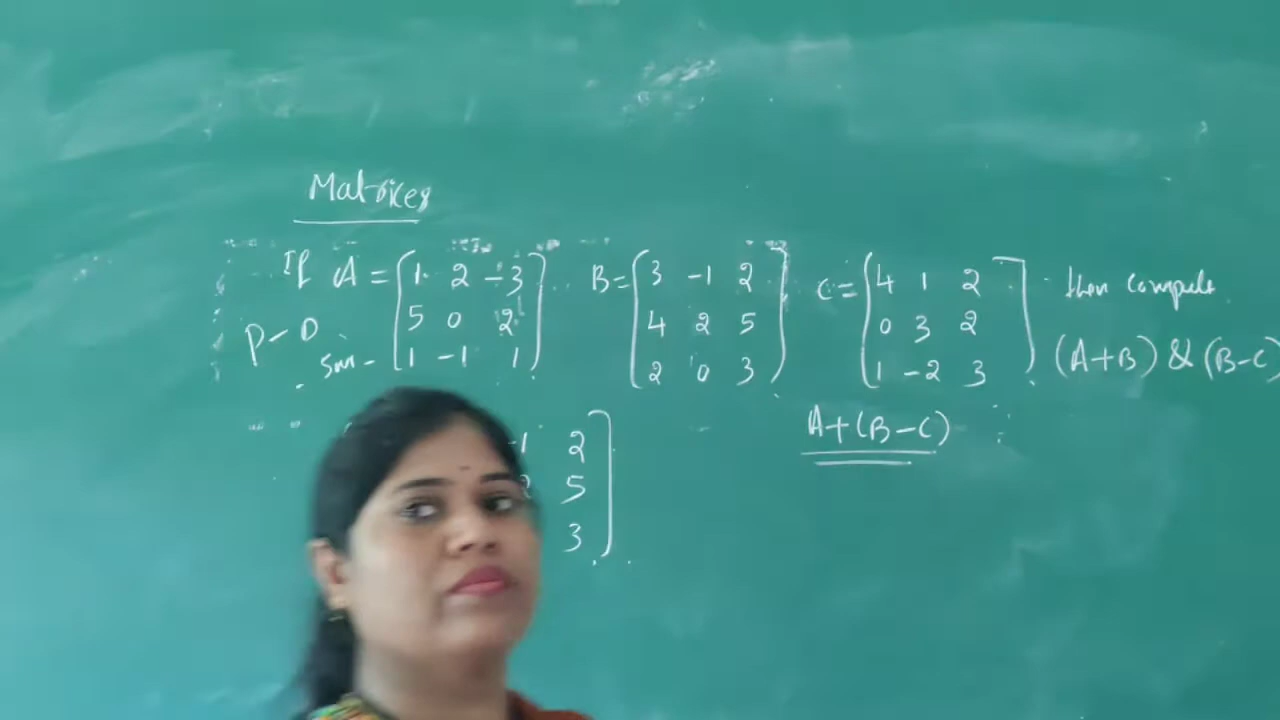 Matrices
If A = [1 2 -3 B = [3 -1 2] C = [4 1 2] then compute
P-D 5 0 2 4 2 5 0 3 2 (A+B) & (B-C)
Sm- 1 -1 1] 2 0 3 1 -2 3
A+(B-C)
-1 2
2 5
3